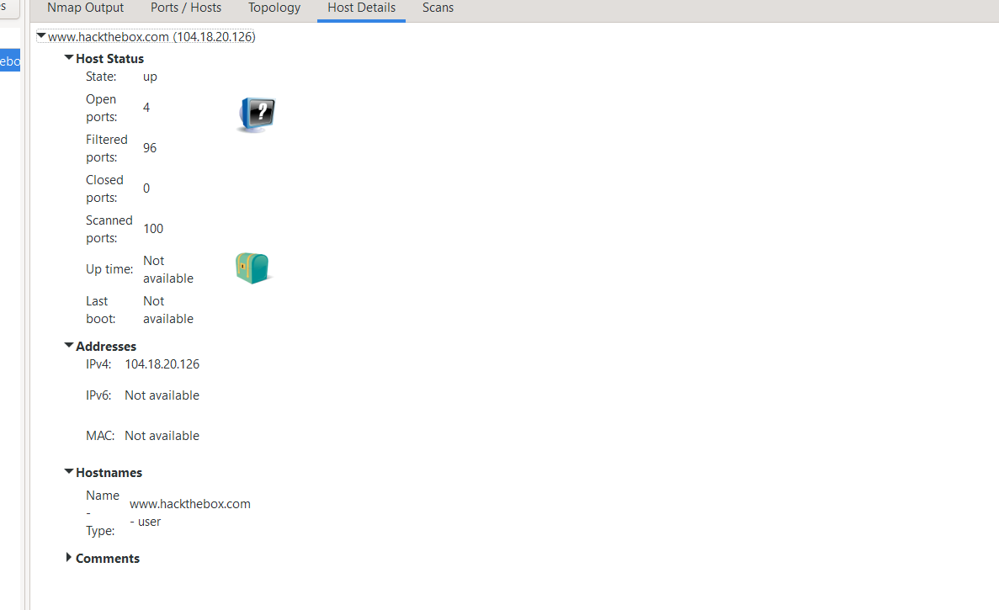 s
Nmap Output Ports / Hosts Topology Host Details Scans
ebo
www.hackthebox.com (104.18.20.126)
Host Status
State: up
Open
ports: 4
?
Filtered
ports: 96
Closed
ports: 0
Scanned
ports: 100
Up time: Not
available
Last
boot: Not
available
Addresses
IPv4: 104.18.20.126
IPv6: Not available
MAC: Not available
Hostnames
Name
-
Type: www.hackthebox.com
- user
Comments